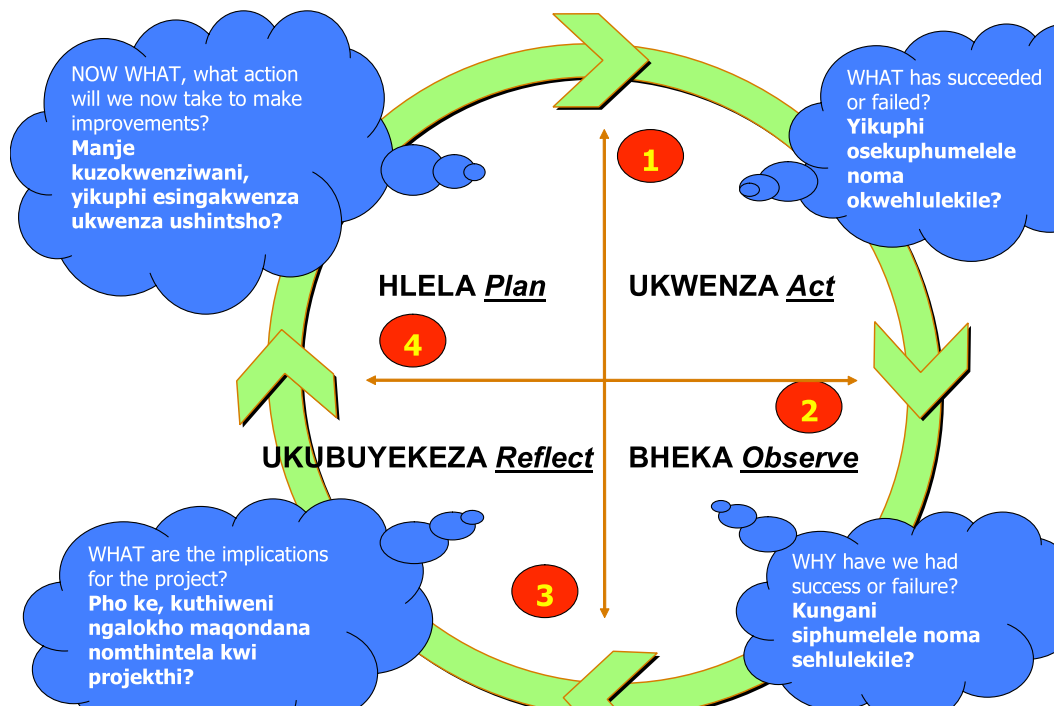 NOW WHAT, what action
will we now take to make
improvements?
Manje
kuzokwenziwani,
yikuphi esingakwenza
ukwenza ushintsho?
WHAT has succeeded
or failed?
Yikuphi
osekuphumelele
noma
okwehlulekile?
1
HLELA Plan
UKWENZA Act
4
2
UKUBUYEKEZA Reflect
BHEKA Observe
3
WHAT are the implications
for the project?
Pho ke, kuthiweni
ngalokho maqondana
nomthintela kwi
projekthi?
WHY have we had
success or failure?
Kungani
siphumelele noma
sehlulekile?